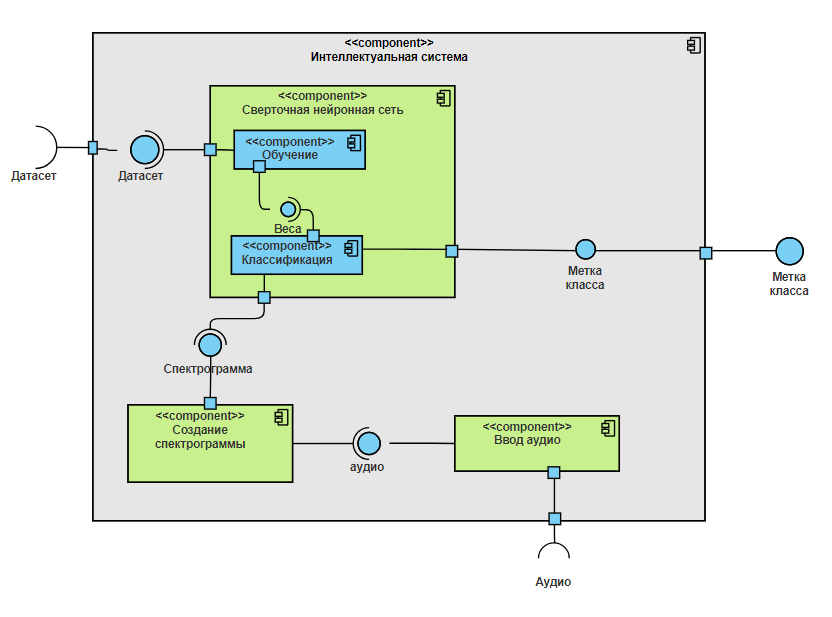 <<component>>
Интеллектуальная система
<<component>>
Сверточная нейронная сеть
<<component>>
Обучение
Датасет
Датасет
Веса
<<component>>
Классификация
Метка
класса
Метка
класса
Спектрограмма
<<component>>
Создание
спектрограммы
<<component>>
Ввод аудио
аудио
Аудио